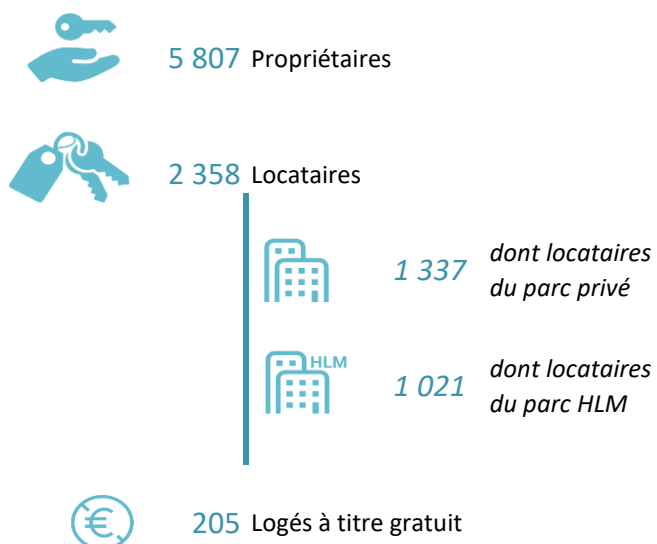 5 807 Propriétaires
2 358 Locataires
1 337 dont locataires
du parc privé
HLM
1 021 dont locataires
du parc HLM
€
205 Logés à titre gratuit